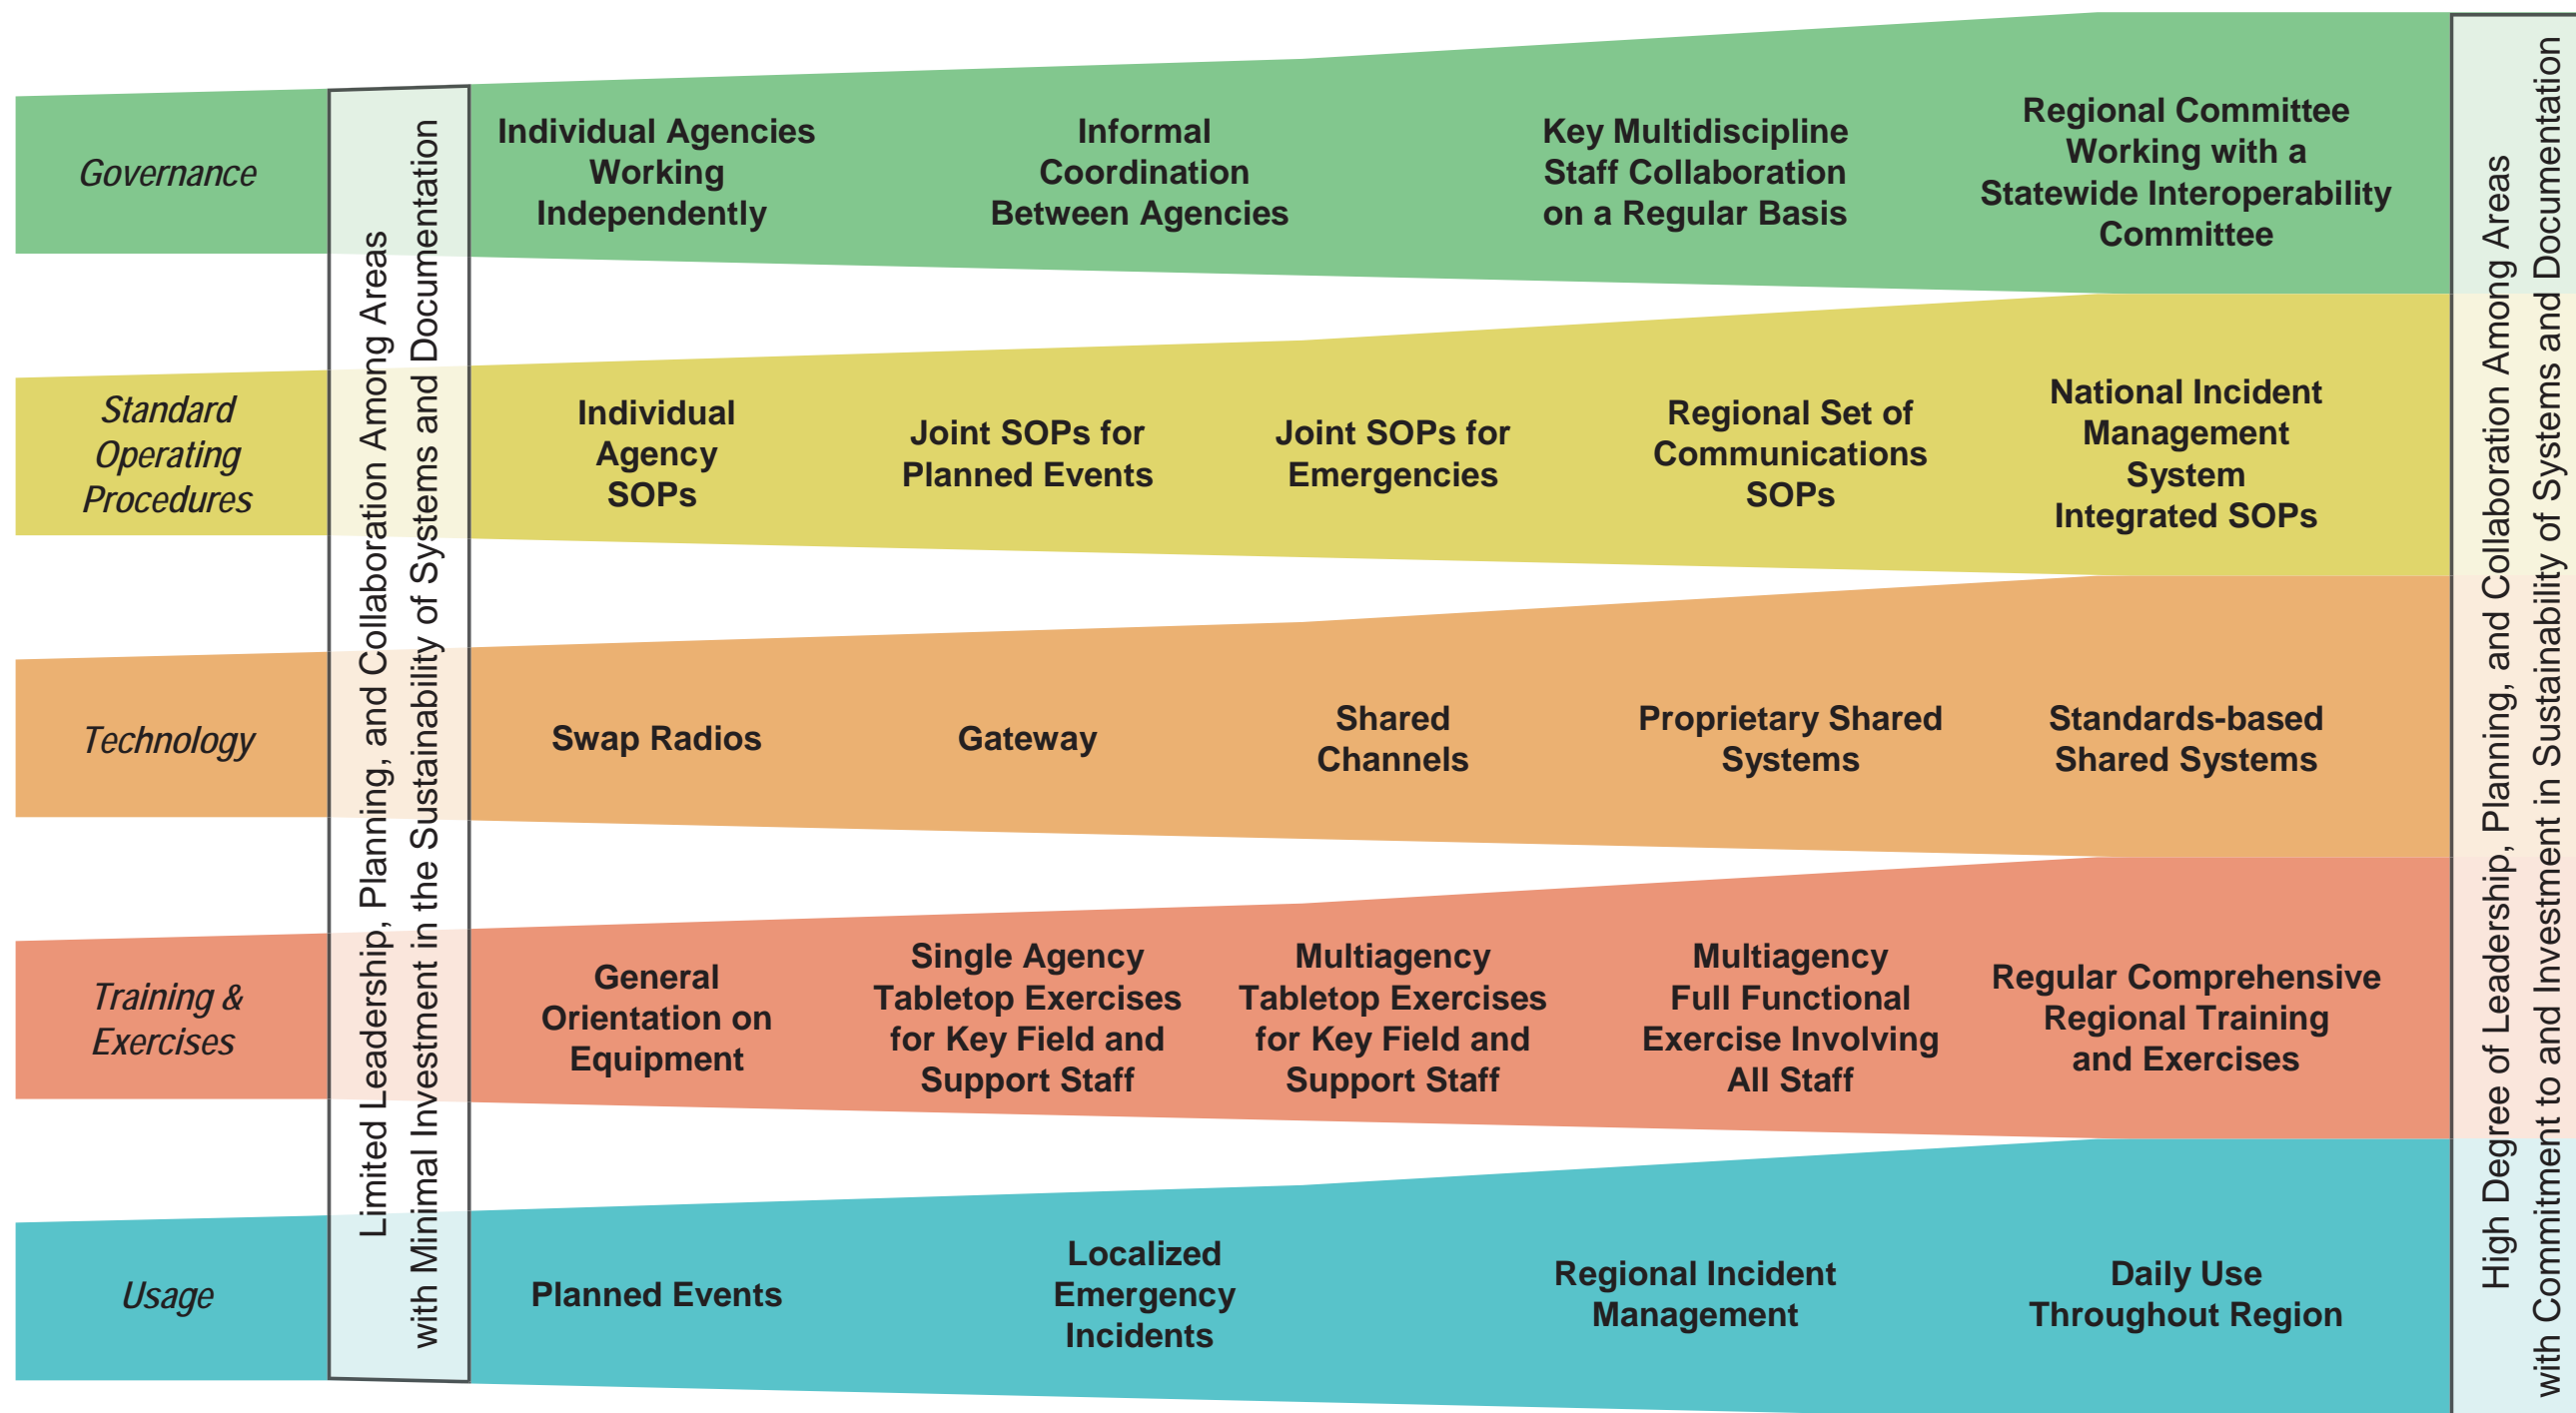 Governance
Limited Leadership, Planning, and Collaboration Among Areas
with Minimal Investment in the Sustainability of Systems and Documentation
Individual Agencies
Working
Independently
Informal
Coordination
Between Agencies
Key Multidiscipline
Staff Collaboration
on a Regular Basis
Regional Committee
Working with a
Statewide Interoperability
Committee
Standard
Operating
Procedures
Individual
Agency
SOPs
Joint SOPs for
Planned Events
Joint SOPs for
Emergencies
Regional Set of
Communications
SOPs
National Incident
Management
System
Integrated SOPs
Technology
Swap Radios
Gateway
Shared
Channels
Proprietary Shared
Systems
Standards-based
Shared Systems
Training &
Exercises
General
Orientation on
Equipment
Single Agency
Tabletop Exercises
for Key Field and
Support Staff
Multiagency
Tabletop Exercises
for Key Field and
Support Staff
Multiagency
Full Functional
Exercise Involving
All Staff
Regular Comprehensive
Regional Training
and Exercises
Usage
Planned Events
Localized
Emergency
Incidents
Regional Incident
Management
Daily Use
Throughout Region
High Degree of Leadership, Planning, and Collaboration Among Areas
with Commitment to and Investment in Sustainability of Systems and Documentation